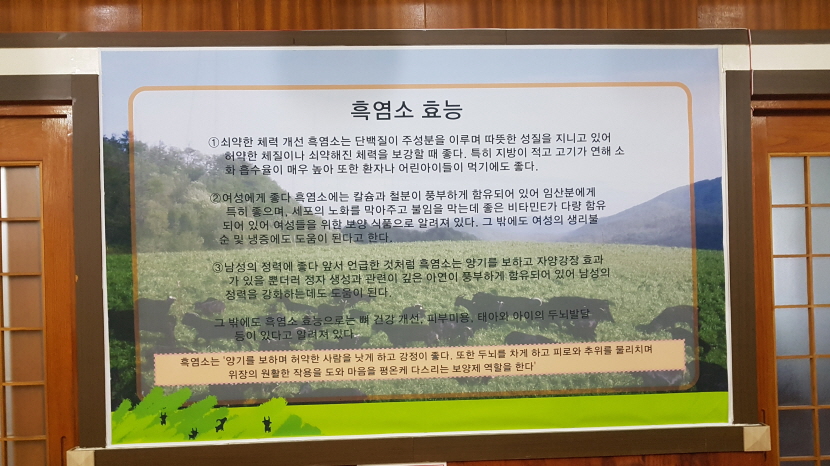 흑염소 효능
①쇠약한 체력 개선 흑염소는 단백질이 주성분을 이루며 따뜻한 성질을 지니고 있어
허약한 체질이나 쇠약해진 체력을 보강할 때 좋다. 특히 지방이 적고 고기가 연해 소
화 흡수율이 매우 높아 또한 환자나 어린아이들이 먹기에도 좋다.
②여성에게 좋다 흑염소에는 칼슘과 철분이 풍부하게 함유되어 있어 임산분에게
특히 좋으며, 세포의 노화를 막아주고 불임을 막는데 좋은 비타민E가 다량 함유
되어 있어 여성들을 위한 보양 식품으로 알려져 있다. 그 밖에도 여성의 생리불
순 및 냉증에도 도움이 된다고 한다.
③남성의 정력에 좋다 앞서 언급한 것처럼 흑염소는 양기를 보하고 자양강장 효과
가 있을 뿐더러 정자 생성과 관련이 깊은 아연이 풍부하게 함유되어 있어 남성의
정력을 강화하는데도 도움이 된다.
그 밖에도 흑염소 효능으로는 뼈 건강 개선, 피부미용, 태아와 아이의 두뇌발달
등이 있다고 알려져 있다.
흑염소는 '양기를 보하며 허약한 사람을 낫게 하고 강정이 좋다. 또한 두뇌를 차게 하고 피로와 추위를 물리치며
위장의 원활한 작용을 도와 마음을 평온케 다스리는 보양제 역할을 한다'